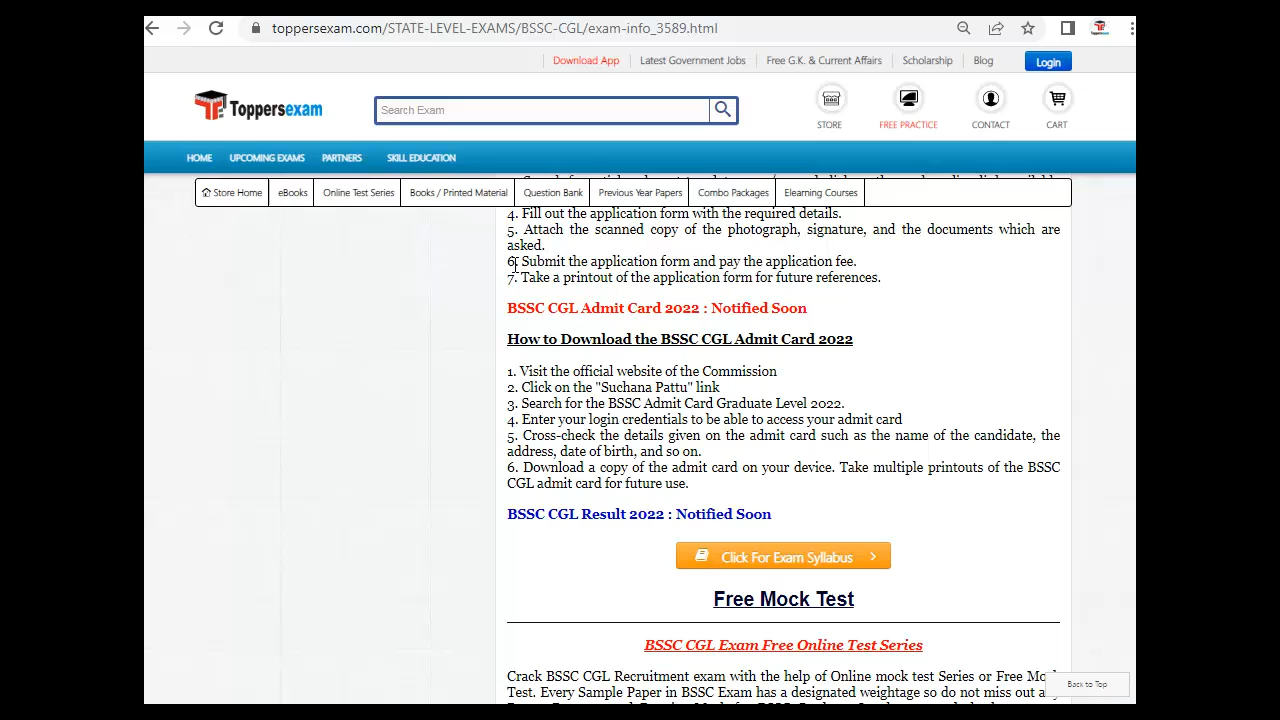 toppersexam.com/STATE-LEVEL-EXAMS/BSSC-CGL/exam-info_3589.html
Download App
Latest Government Jobs
Free G.K. & Current Affairs
Scholarship
Blog
Login
Toppersexam
Search Exam
STORE
FREE PRACTICE
CONTACT
CART
HOME
UPCOMING EXAMS
PARTNERS
SKILL EDUCATION
Store Home
eBooks
Online Test Series
Books / Printed Material
Question Bank
Previous Year Papers
Combo Packages
Elearning Courses
4. Fill out the application form with the required details.
5. Attach the scanned copy of the photograph, signature, and the documents which are
asked.
6. Submit the application form and pay the application fee.
7. Take a printout of the application form for future references.
BSSC CGL Admit Card 2022 : Notified Soon
How to Download the BSSC CGL Admit Card 2022
1. Visit the official website of the Commission
2. Click on the "Suchana Pattu" link
3. Search for the BSSC Admit Card Graduate Level 2022.
4. Enter your login credentials to be able to access your admit card
5. Cross-check the details given on the admit card such as the name of the candidate, the
address, date of birth, and so on.
6. Download a copy of the admit card on your device. Take multiple printouts of the BSSC
CGL admit card for future use.
BSSC CGL Result 2022 : Notified Soon
Click For Exam Syllabus
Free Mock Test
BSSC CGL Exam Free Online Test Series
Crack BSSC CGL Recruitment exam with the help of Online mock test Series or Free
Test. Every Sample Paper in BSSC Exam has a designated weightage so do not miss out
Back to Top